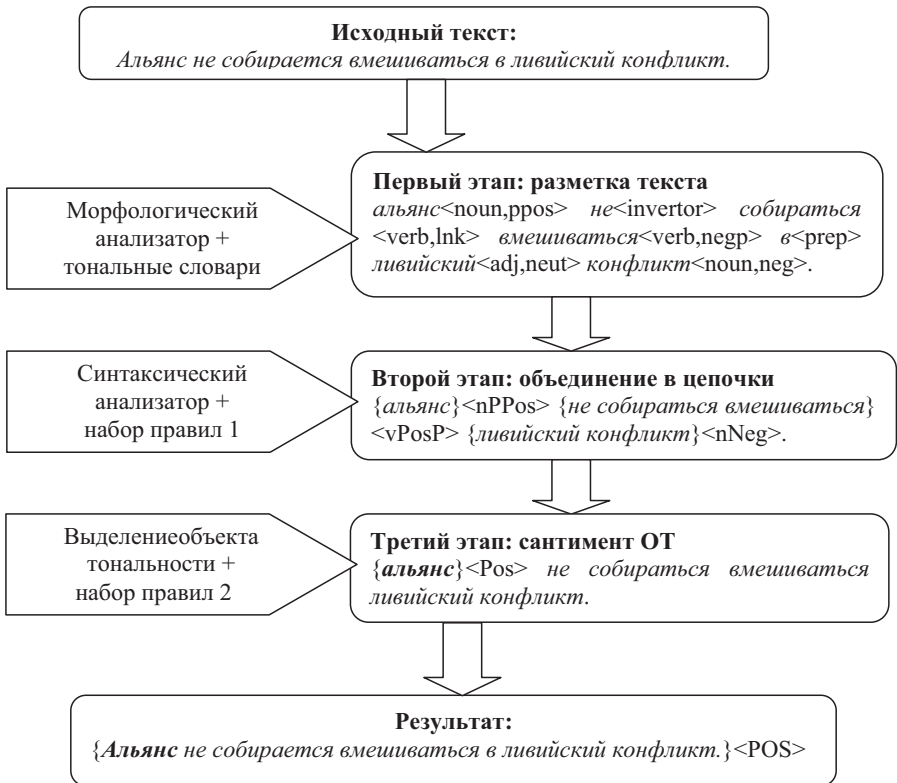 Исходный текст:
Альянс не собирается вмешиваться в ливийский конфликт.
Морфологический
анализатор +
тональные словари
Первый этап: разметка текста
альянс<noun,ppos> не<invertor> собираться
<verb,lnk> вмешиваться<verb,negp> в<prep>
ливийский<adj,neut> конфликт<noun,neg>.
Синтаксический
анализатор +
набор правил 1
Второй этап: объединение в цепочки
{альянс}<nPPos> {не собираться вмешиваться}
<vPosP> {ливийский конфликт}<nNeg>.
Выделениеобъекта
тональности +
набор правил 2
Третий этап: сантимент ОТ
{альянс}<Pos> не собираться вмешиваться
ливийский конфликт.
Результат:
{Альянс не собирается вмешиваться в ливийский конфликт.}<POS>